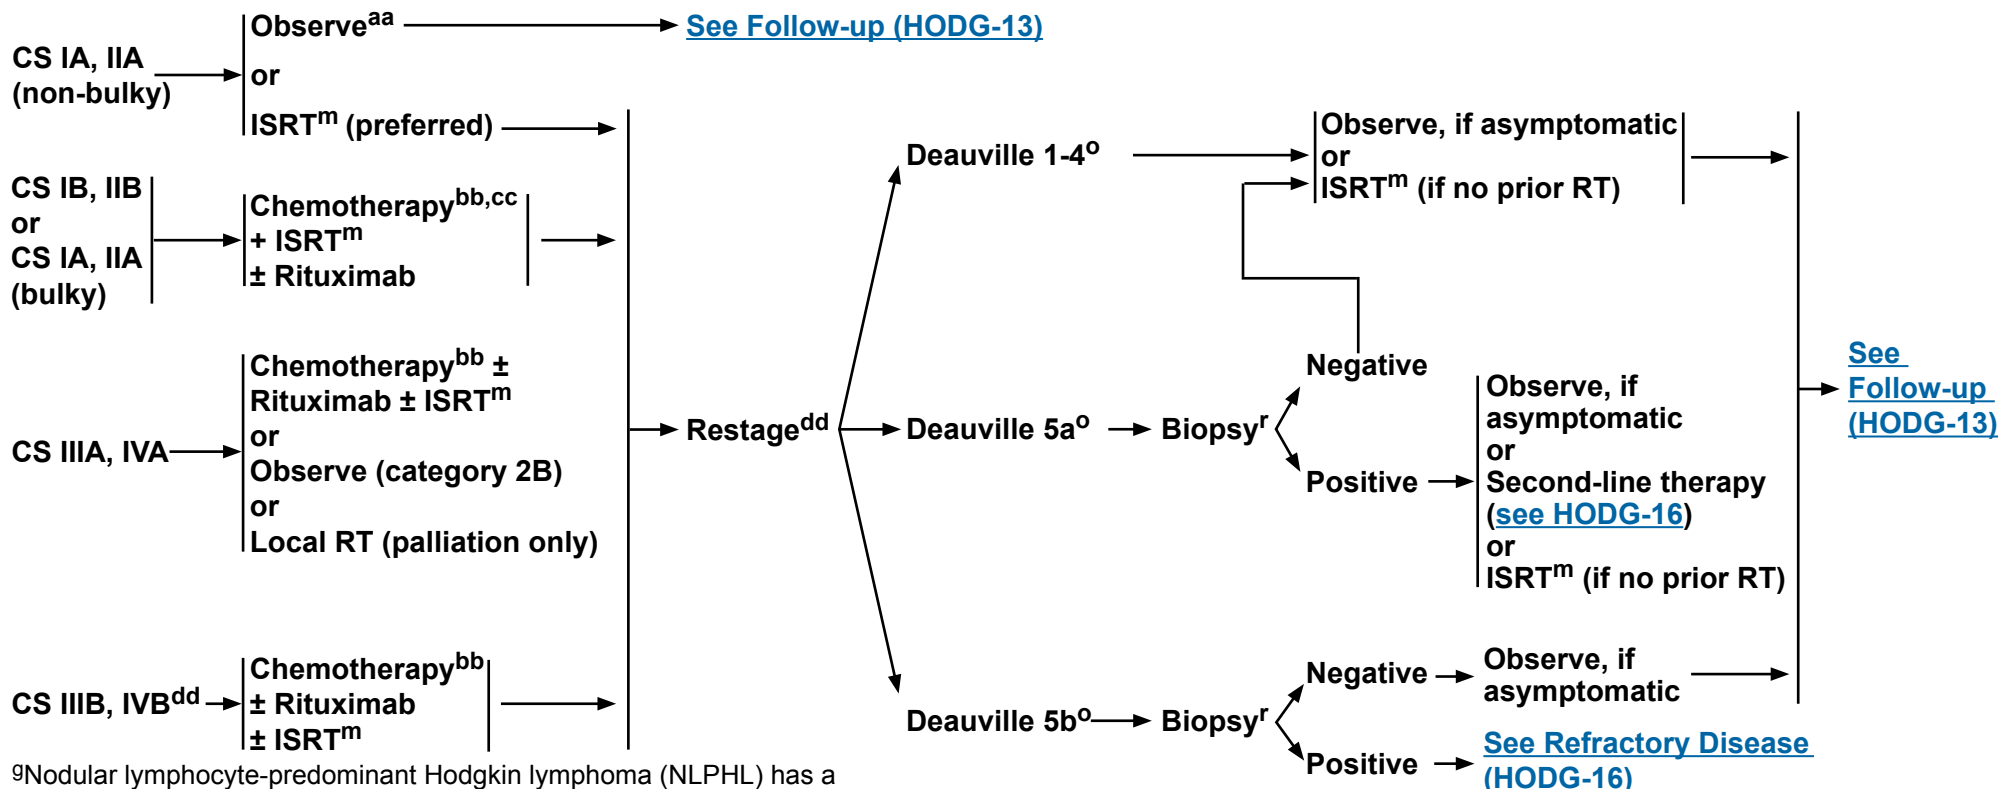 CS IA, IIA
(non-bulky)
Observeaa
or
ISRTm (preferred)
See Follow-up (HODG-13)
CS IB, IIB
or
CS IA, IIA
(bulky)
Chemotherapybb,cc
+ ISRTm
± Rituximab
CS IIIA, IVA
Chemotherapybb ±
Rituximab ± ISRTm
or
Observe (category 2B)
or
Local RT (palliation only)
CS IIIB, IVBdd
Chemotherapybb
± Rituximab
± ISRTm
Restagedd
Deauville 1-4o
Observe, if asymptomatic
or
ISRTm (if no prior RT)
Deauville 5ao
Biopsyr
Negative
Positive
Observe, if
asymptomatic
or
Second-line therapy
(see HODG-16)
or
ISRTm (if no prior RT)
Deauville 5bo
Biopsyr
Negative
Observe, if
asymptomatic
Positive
See Refractory Disease
(HODG-16)
See
Follow-up
(HODG-13)
gNodular lymphocyte-predominant Hodgkin lymphoma (NLPHL) has a